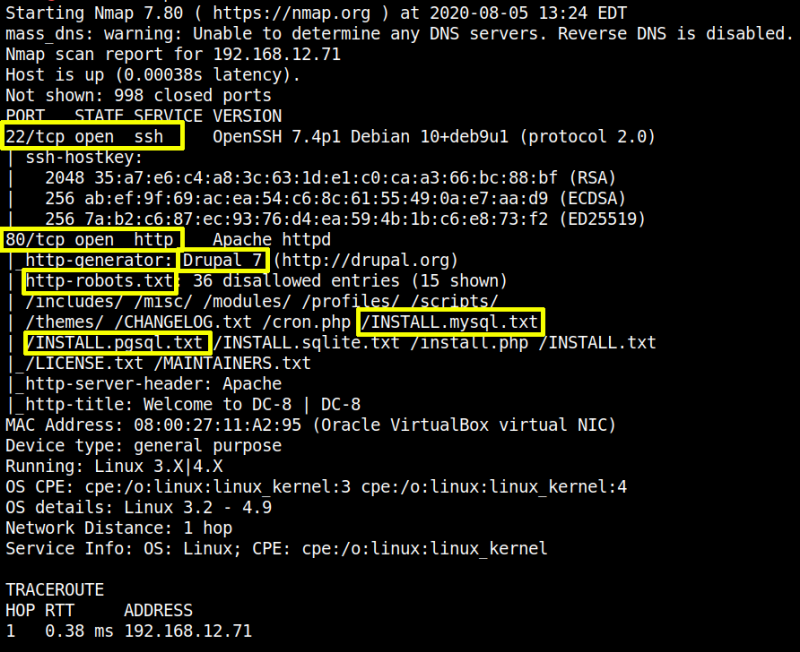 Starting Nmap 7.80 ( https://nmap.org ) at 2020-08-05 13:24 EDT
mass_dns: warning: Unable to determine any DNS servers. Reverse DNS is disabled.
Nmap scan report for 192.168.12.71
Host is up (0.00038s latency).
Not shown: 998 closed ports
PORT   STATE SERVICE VERSION
22/tcp open  ssh     OpenSSH 7.4p1 Debian 10+deb9u1 (protocol 2.0)
| ssh-hostkey:
|   2048 35:a7:e6:c4:a8:3c:63:1d:e1:c0:ca:a3:66:bc:88:bf (RSA)
|   256 ab:ef:9f:69:ac:ea:54:c6:8c:61:55:49:0a:e7:aa:d9 (ECDSA)
|   256 7a:b2:c6:87:ec:93:76:d4:ea:59:4b:1b:c6:e8:73:f2 (ED25519)
80/tcp open  http    Apache httpd
|_http-generator: Drupal 7 (http://drupal.org)
| http-robots.txt: 36 disallowed entries (15 shown)
| /includes/ /misc/ /modules/ /profiles/ /scripts/
| /themes/ /CHANGELOG.txt /cron.php /INSTALL.mysql.txt
| /INSTALL.pgsql.txt /INSTALL.sqlite.txt /install.php /INSTALL.txt
|_/LICENSE.txt /MAINTAINERS.txt
|_http-server-header: Apache
|_http-title: Welcome to DC-8 | DC-8
MAC Address: 08:00:27:11:A2:95 (Oracle VirtualBox virtual NIC)
Device type: general purpose
Running: Linux 3.X|4.X
OS CPE: cpe:/o:linux:linux_kernel:3 cpe:/o:linux:linux_kernel:4
OS details: Linux 3.2 - 4.9
Network Distance: 1 hop
Service Info: OS: Linux; CPE: cpe:/o:linux:linux_kernel
TRACEROUTE
HOP RTT     ADDRESS
1   0.38 ms 192.168.12.71